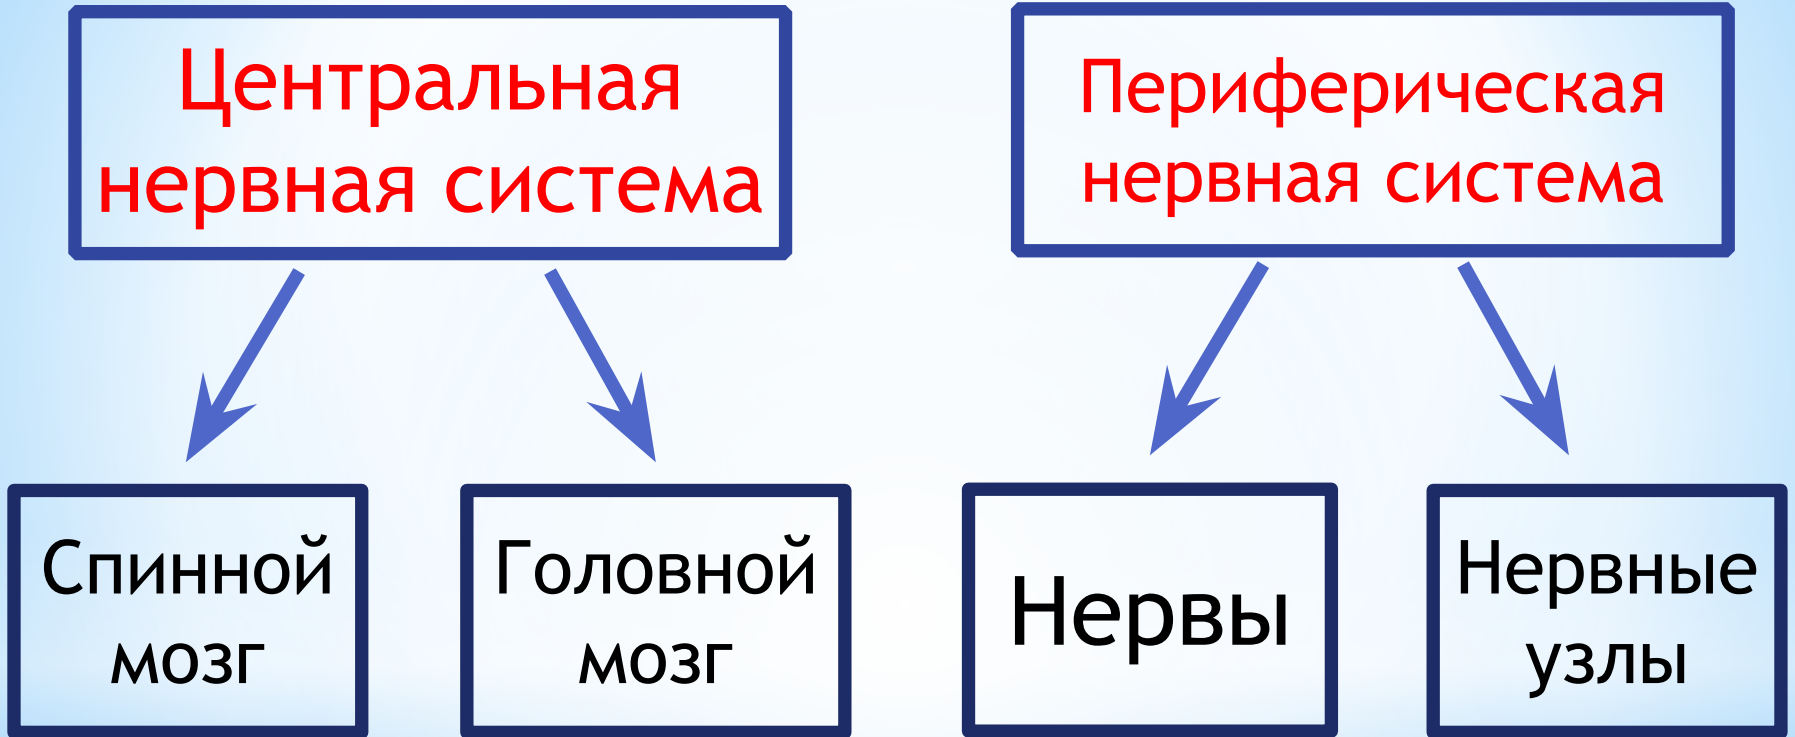 Центральная
нервная система
Периферическая
нервная система
Спинной
мозг
Головной
мозг
Нервы
Нервные
узлы